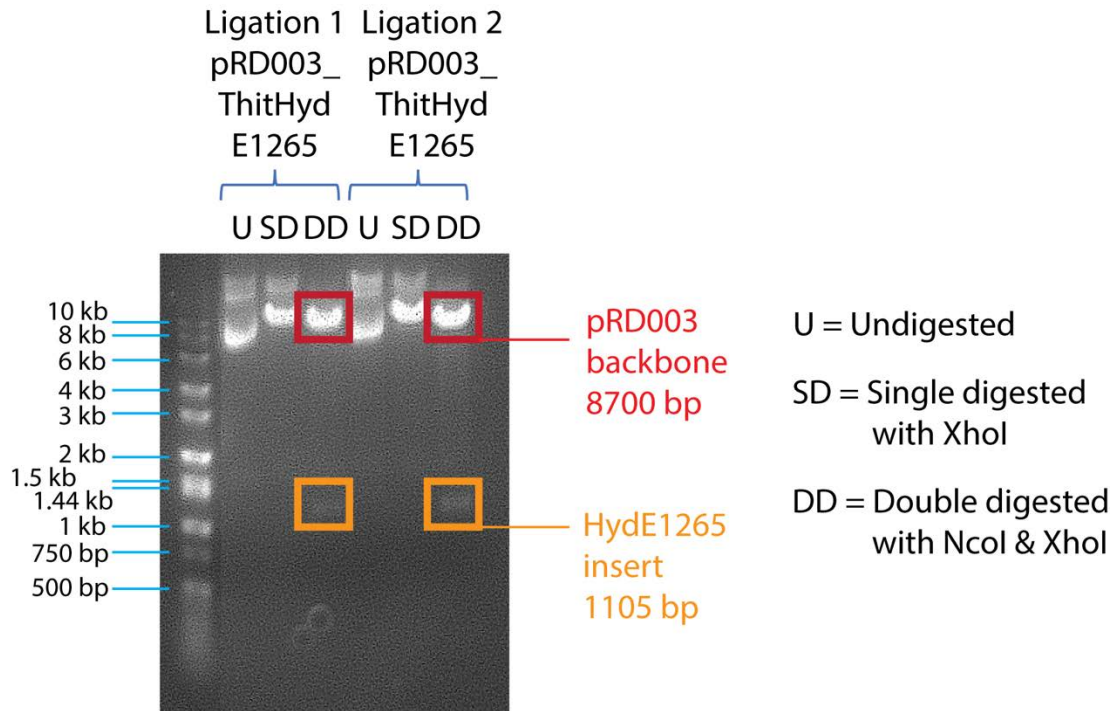 Ligation 1
pRD003_
ThitHyd
E1265
Ligation 2
pRD003_
ThitHyd
E1265
U SD DD U SD DD
10 kb
8 kb
6 kb
4 kb
3 kb
2 kb
1.5 kb
1.44 kb
1 kb
750 bp
500 bp
pRD003
backbone
8700 bp
HydE1265
insert
1105 bp
U = Undigested
SD = Single digested
with XhoI
DD = Double digested
with NcoI & XhoI